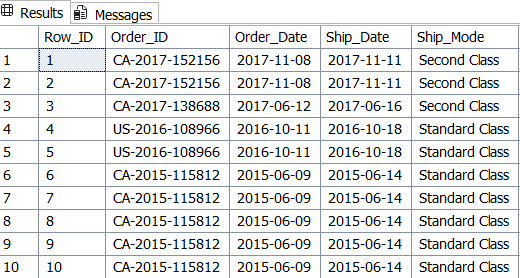 Results Messages
Row_ID Order_ID Order_Date Ship_Date Ship_Mode
1 1 CA-2017-152156 2017-11-08 2017-11-11 Second Class
2 2 CA-2017-152156 2017-11-08 2017-11-11 Second Class
3 3 CA-2017-138688 2017-06-12 2017-06-16 Second Class
4 4 US-2016-108966 2016-10-11 2016-10-18 Standard Class
5 5 US-2016-108966 2016-10-11 2016-10-18 Standard Class
6 6 CA-2015-115812 2015-06-09 2015-06-14 Standard Class
7 7 CA-2015-115812 2015-06-09 2015-06-14 Standard Class
8 8 CA-2015-115812 2015-06-09 2015-06-14 Standard Class
9 9 CA-2015-115812 2015-06-09 2015-06-14 Standard Class
10 10 CA-2015-115812 2015-06-09 2015-06-14 Standard Class